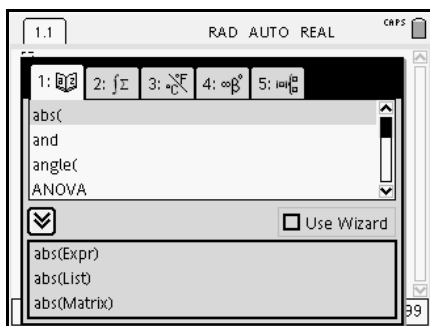 1.1 RAD AUTO REAL CAPS
1: 2: ∫Σ 3: °C°F 4: ∞β° 5:
abs(
and
angle(
ANOVA
Use Wizard
abs(Expr)
abs(List)
abs(Matrix)
99